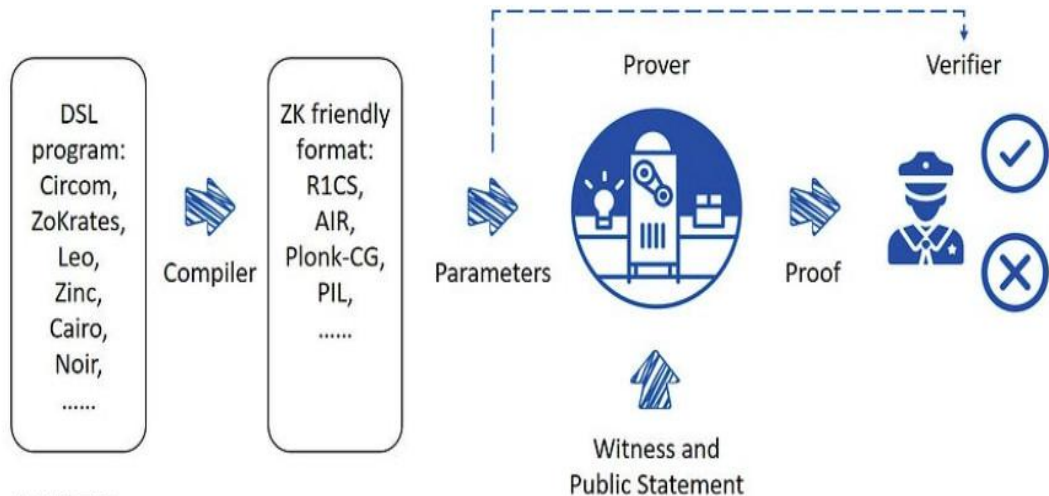 DSL
program:
Circom,
ZoKrates,
Leo,
Zinc,
Cairo,
Noir,
......
Compiler
ZK friendly
format:
R1CS,
AIR,
Plonk-CG,
PIL,
......
Parameters
Prover
Witness and
Public Statement
Proof
Verifier